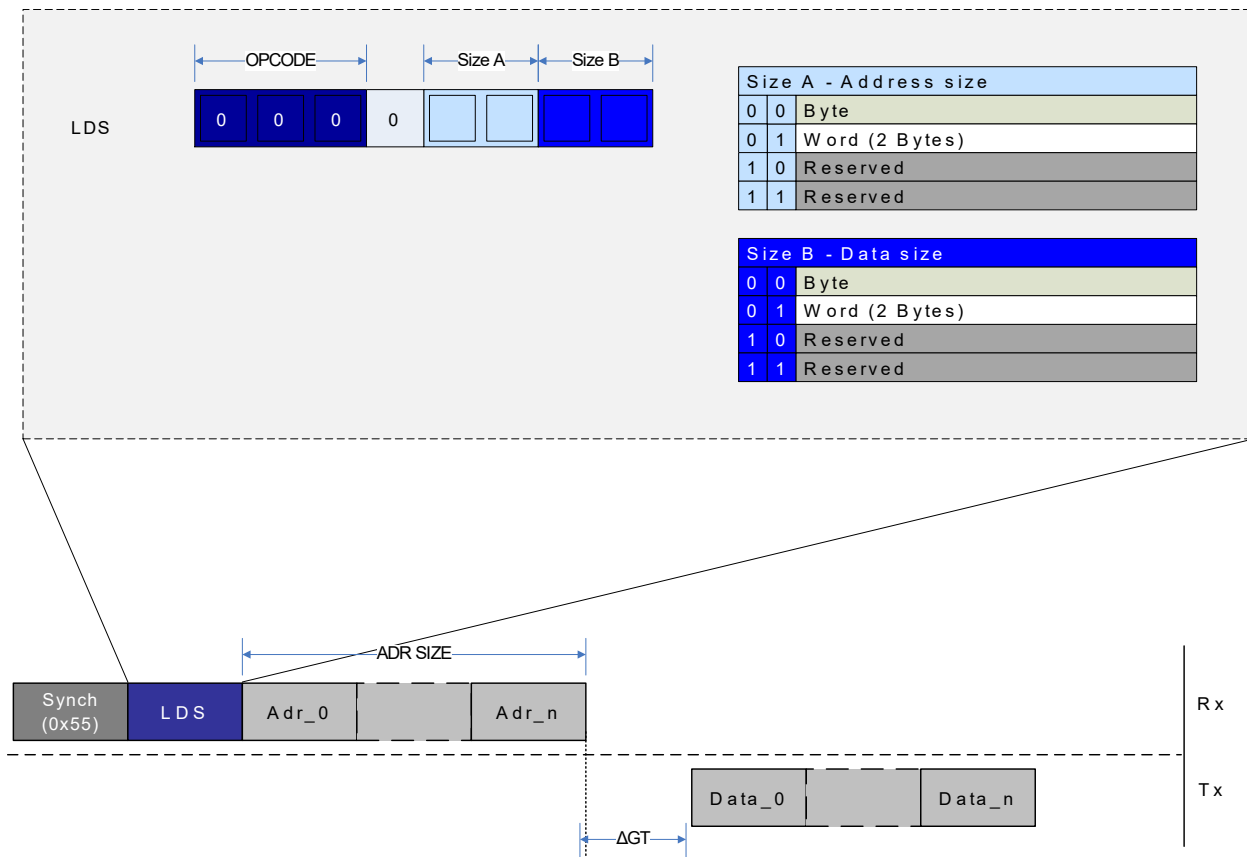 OPCODE Size A Size B
LDS 0 0 0 0
Size A - Address size
0 0 Byte
0 1 Word (2 Bytes)
1 0 Reserved
1 1 Reserved
Size B - Data size
0 0 Byte
0 1 Word (2 Bytes)
1 0 Reserved
1 1 Reserved
ADR SIZE
Synch
(0x55)
LDS Adr_0 Adr_n Rx
Data_0 Data_n Tx
ΔGT